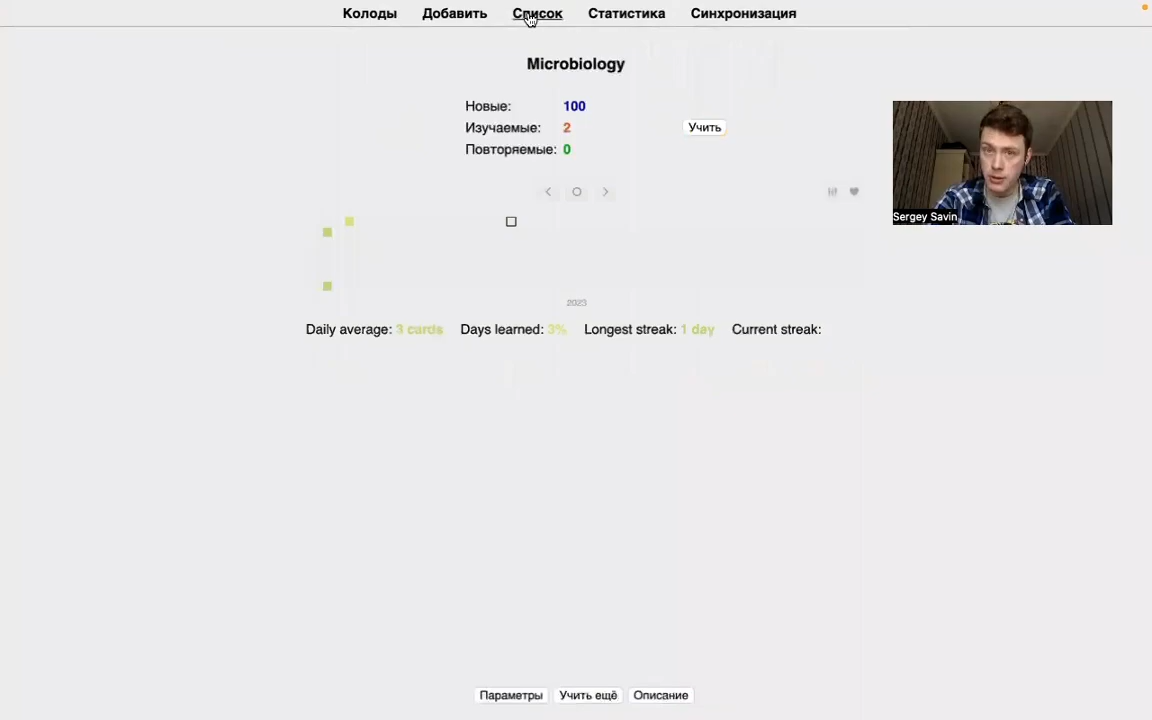 Колоды Добавить Список Статистика Синхронизация
Microbiology
Новые: 100
Изучаемые: 2
Повторяемые: 0
Учить
Sergey Savin
2023
Daily average: 3 cards Days learned: 3% Longest streak: 1 day Current streak:
Параметры Учить ещё Описание